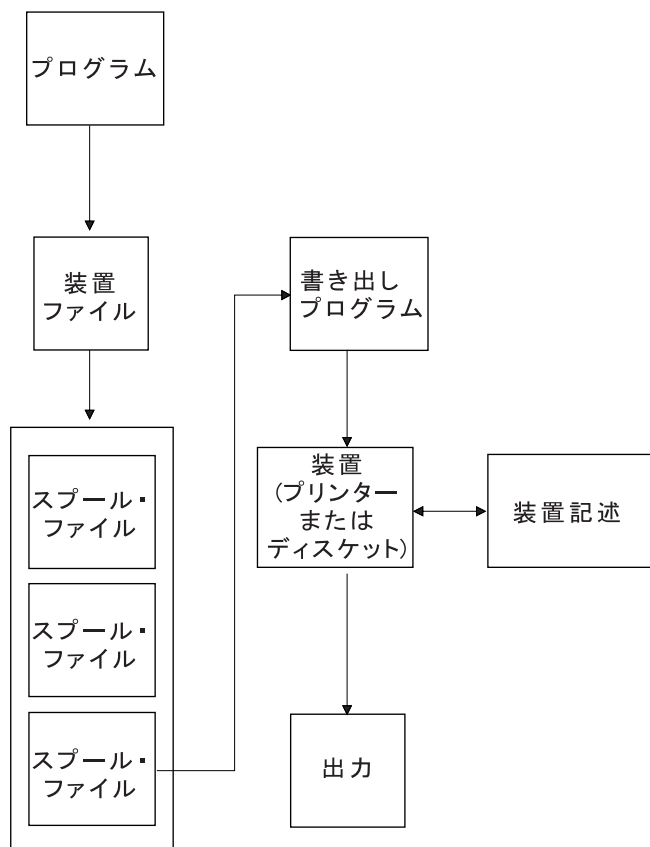 プログラム
装置
ファイル
スプール・
ファイル
スプール・
ファイル
スプール・
ファイル
書き出し
プログラム
装置
(プリンター
または
ディスケット)
装置記述
出力